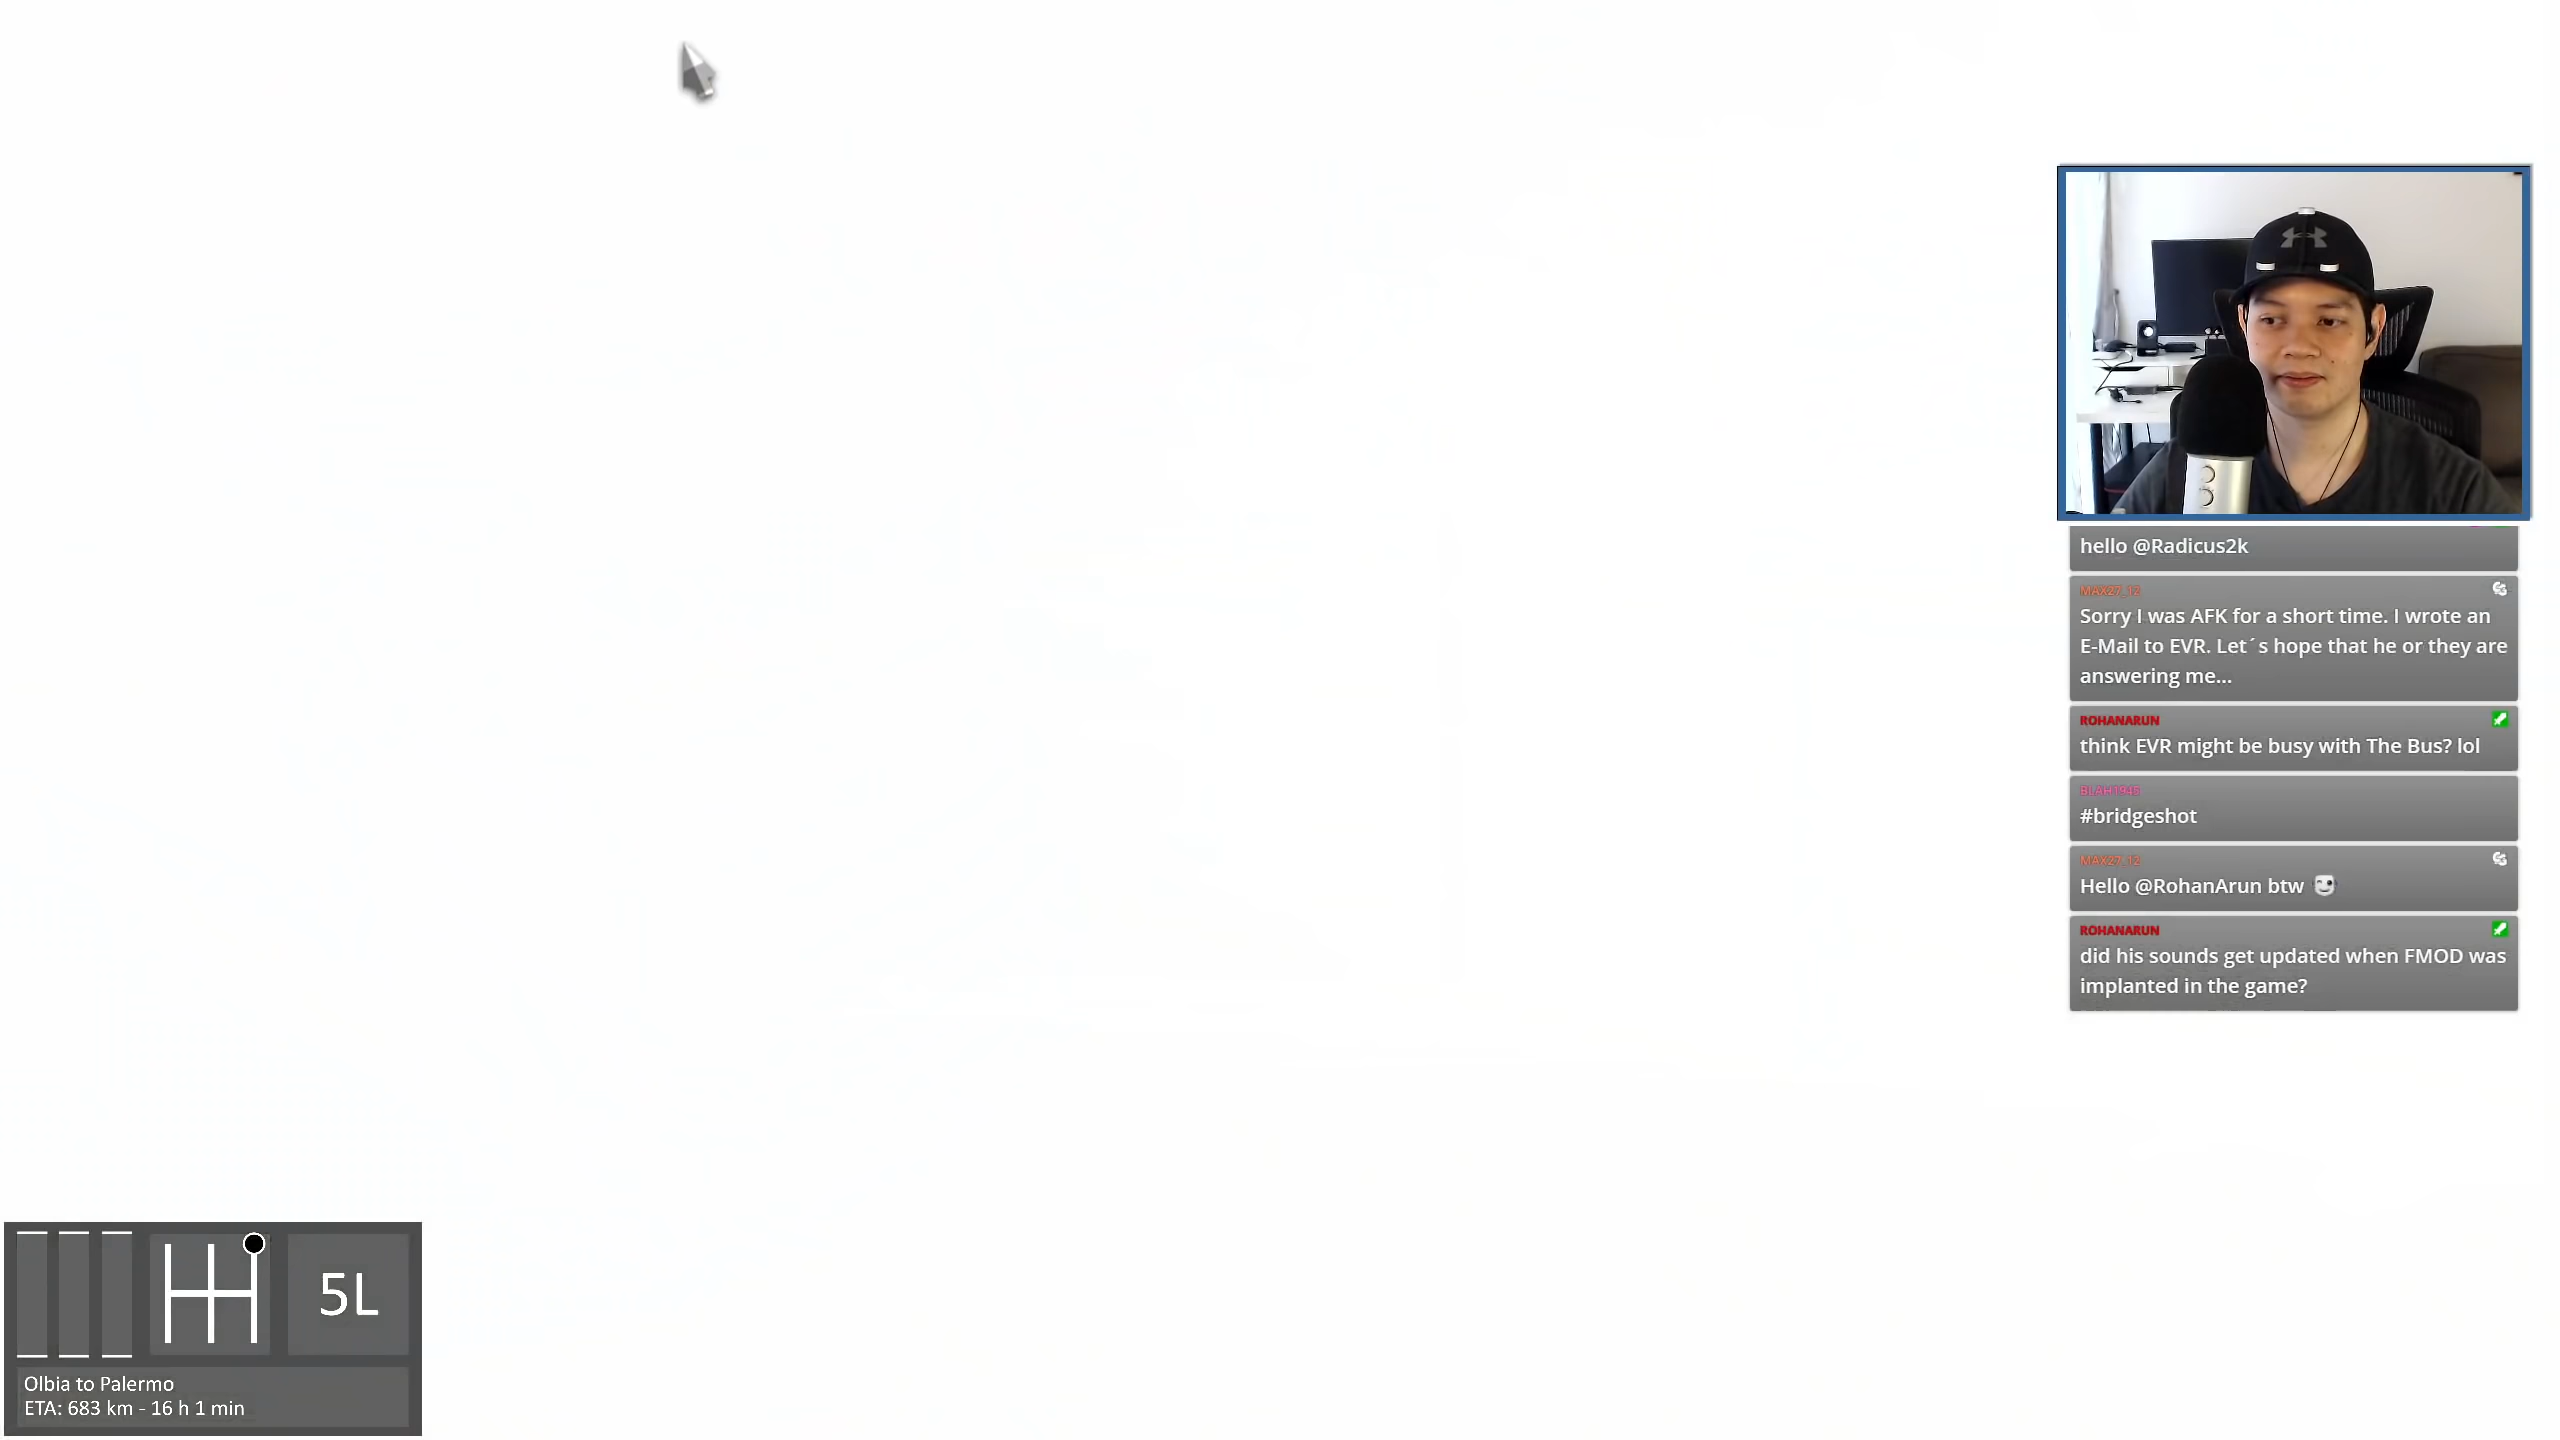 hello @Radicus2k
MAX27_12
Sorry I was AFK for a short time. I wrote an
E-Mail to EVR. Let´s hope that he or they are
answering me...
ROHANARUN
think EVR might be busy with The Bus? lol
#bridgeshot
MAX27_12
Hello @RohanArun btw
ROHANARUN
did his sounds get updated when FMOD was
implanted in the game?
5L
Olbia to Palermo
ETA: 683 km - 16 h 1 min